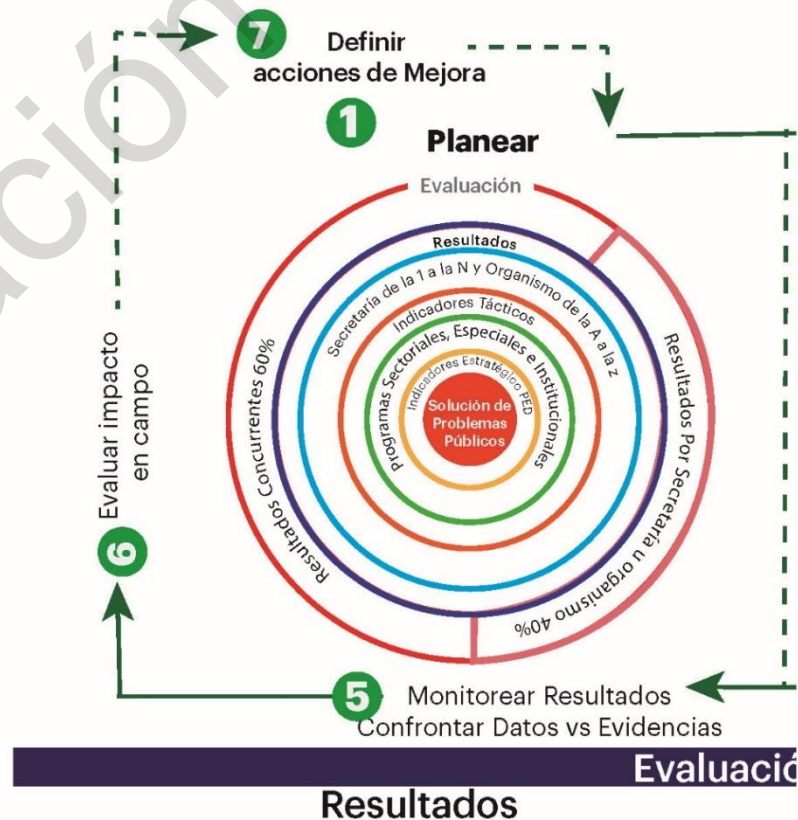 ación
7 Definir
acciones de Mejora
1
Planear
Evaluación
Resultados
Secretaría de la 1 a la N y Organismo de la A a la z
Indicadores Tácticos
Programas Sectoriales, Especiales e Institucionales
Indicadores Estratégico PED
Solución de
Problemas
Públicos
Resultados Concurrentes 60%
Resultados Por Secretaría u organismo 40%
6 Evaluar impacto
en campo
5 Monitorear Resultados
Confrontar Datos vs Evidencias
Evaluació
Resultados